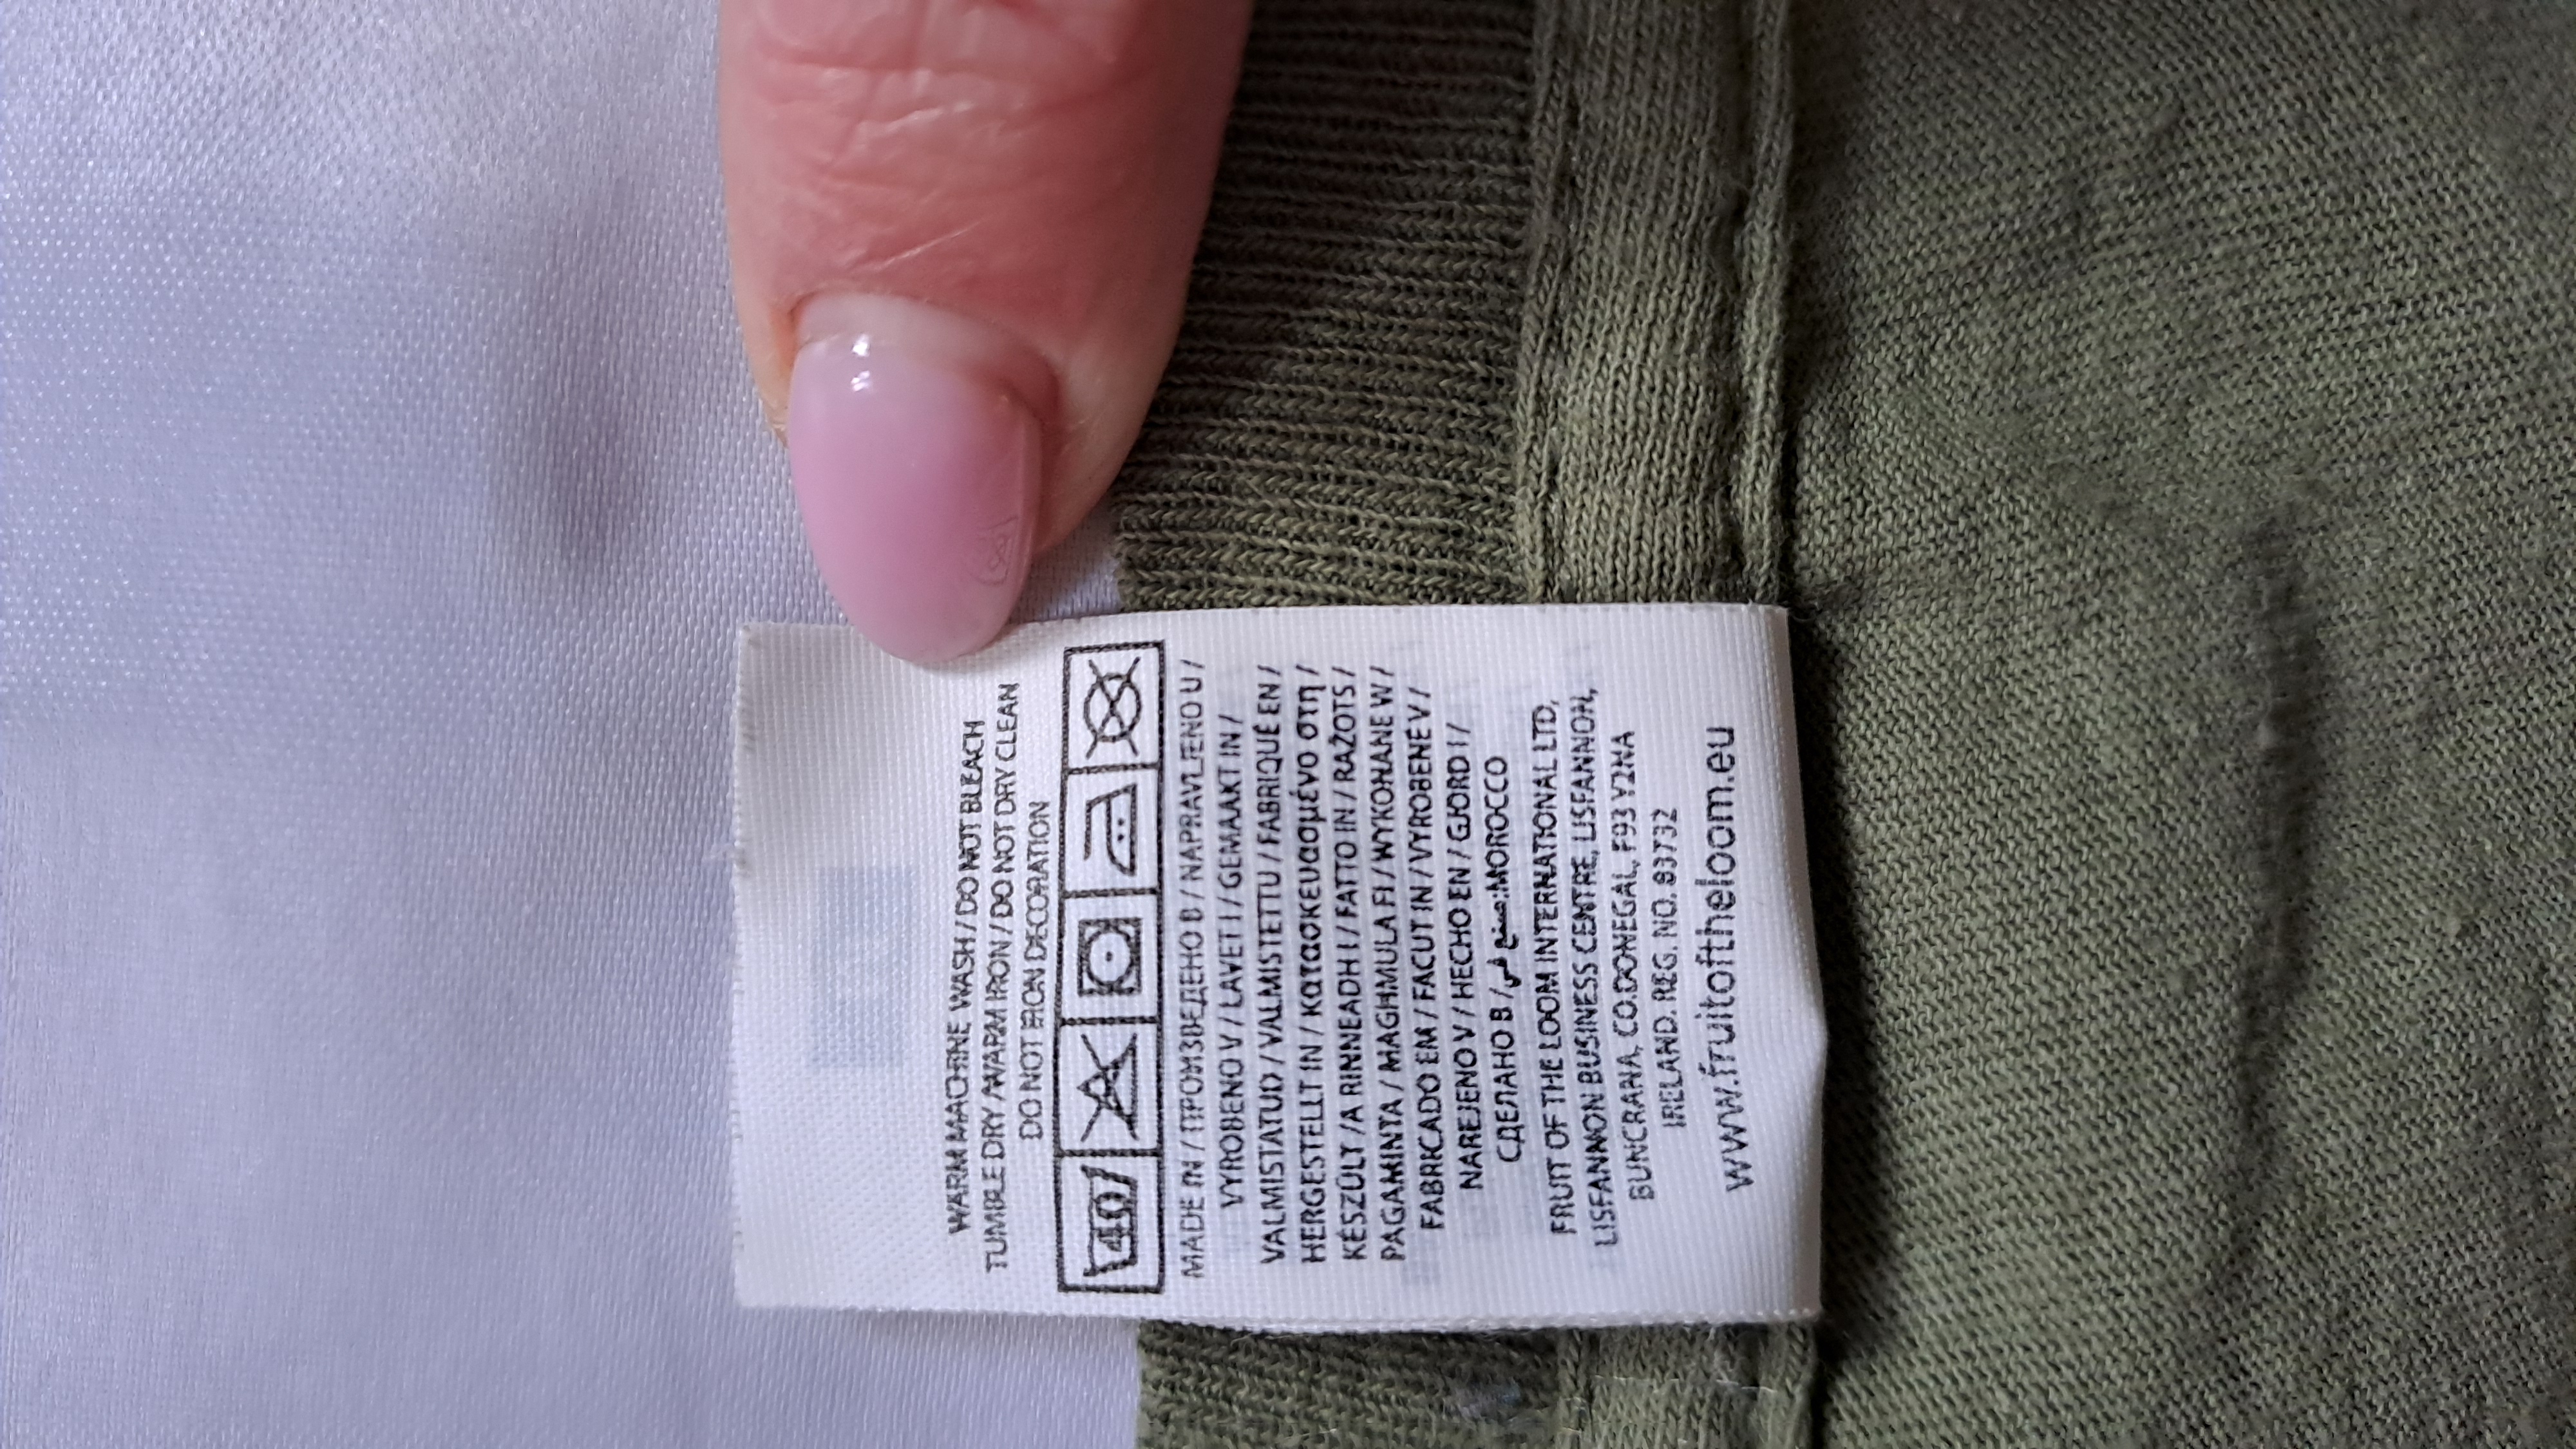 WARM MACHINE WASH / DO NOT BLEACH
TUMBLE DRY / WARM IRON / DO NOT DRY CLEAN
DO NOT IRON DECORATION
40
MADE IN / ПРОИЗВЕДЕНО В / NAPRAVLJENO U /
VYROBENO V / LAVET I / GEMAAKT IN /
VALMISTATUD / VALMISTETTU / FABRIQUÉ EN /
HERGESTELLT IN / κατασκευασμένο στη /
KÉSZÜLT / A RINNEADH I / FATTO IN / RAŽOTS /
PAGAMINTA / MAGHMULA FI / WYKONANE W /
FABRICADO EM / FACUT IN / VYROBENÉ V /
NAREJENO V / HECHO EN / GJORD I /
СДЕЛАНО В / صنع في:MOROCCO
FRUIT OF THE LOOM INTERNATIONAL LTD,
LISFANNON BUSINESS CENTRE, LISFANNON,
BUNCRANA, CO.DONEGAL, F93 Y2NA
IRELAND. REG. NO. 83732
www.fruitoftheloom.eu